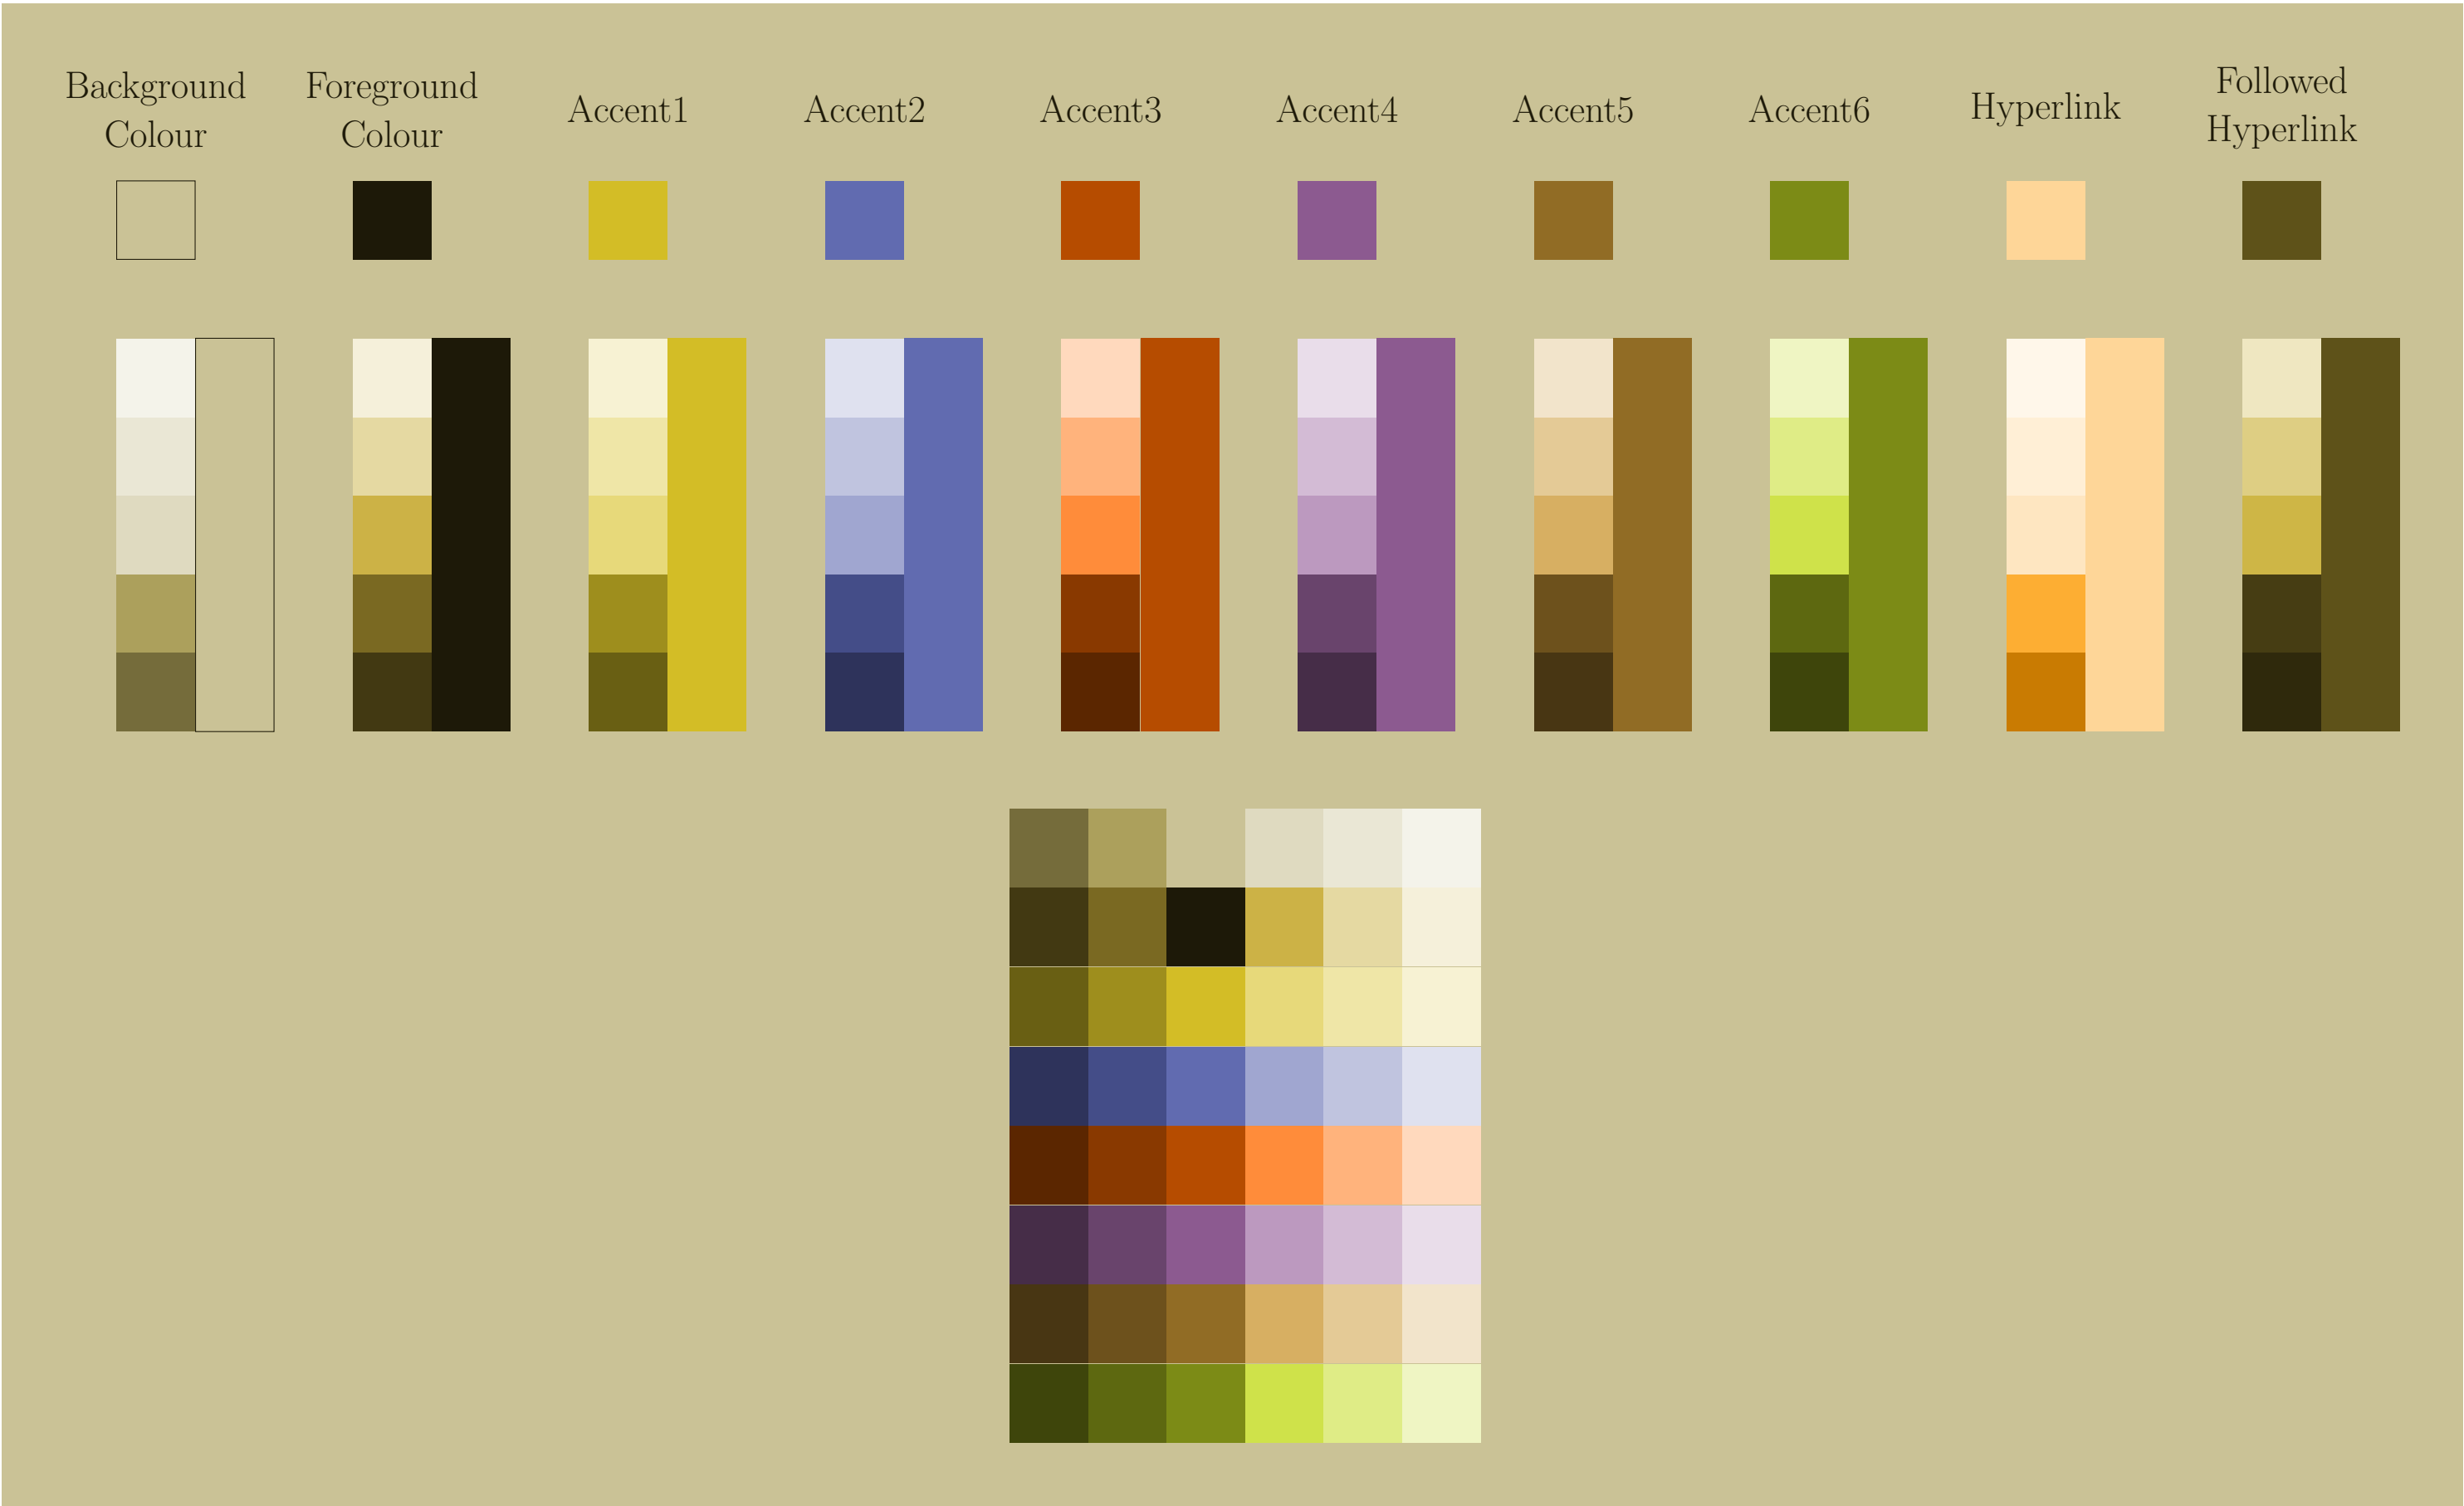 Background
Colour
Foreground
Colour
Accent1
Accent2
Accent3
Accent4
Accent5
Accent6
Hyperlink
Followed
Hyperlink